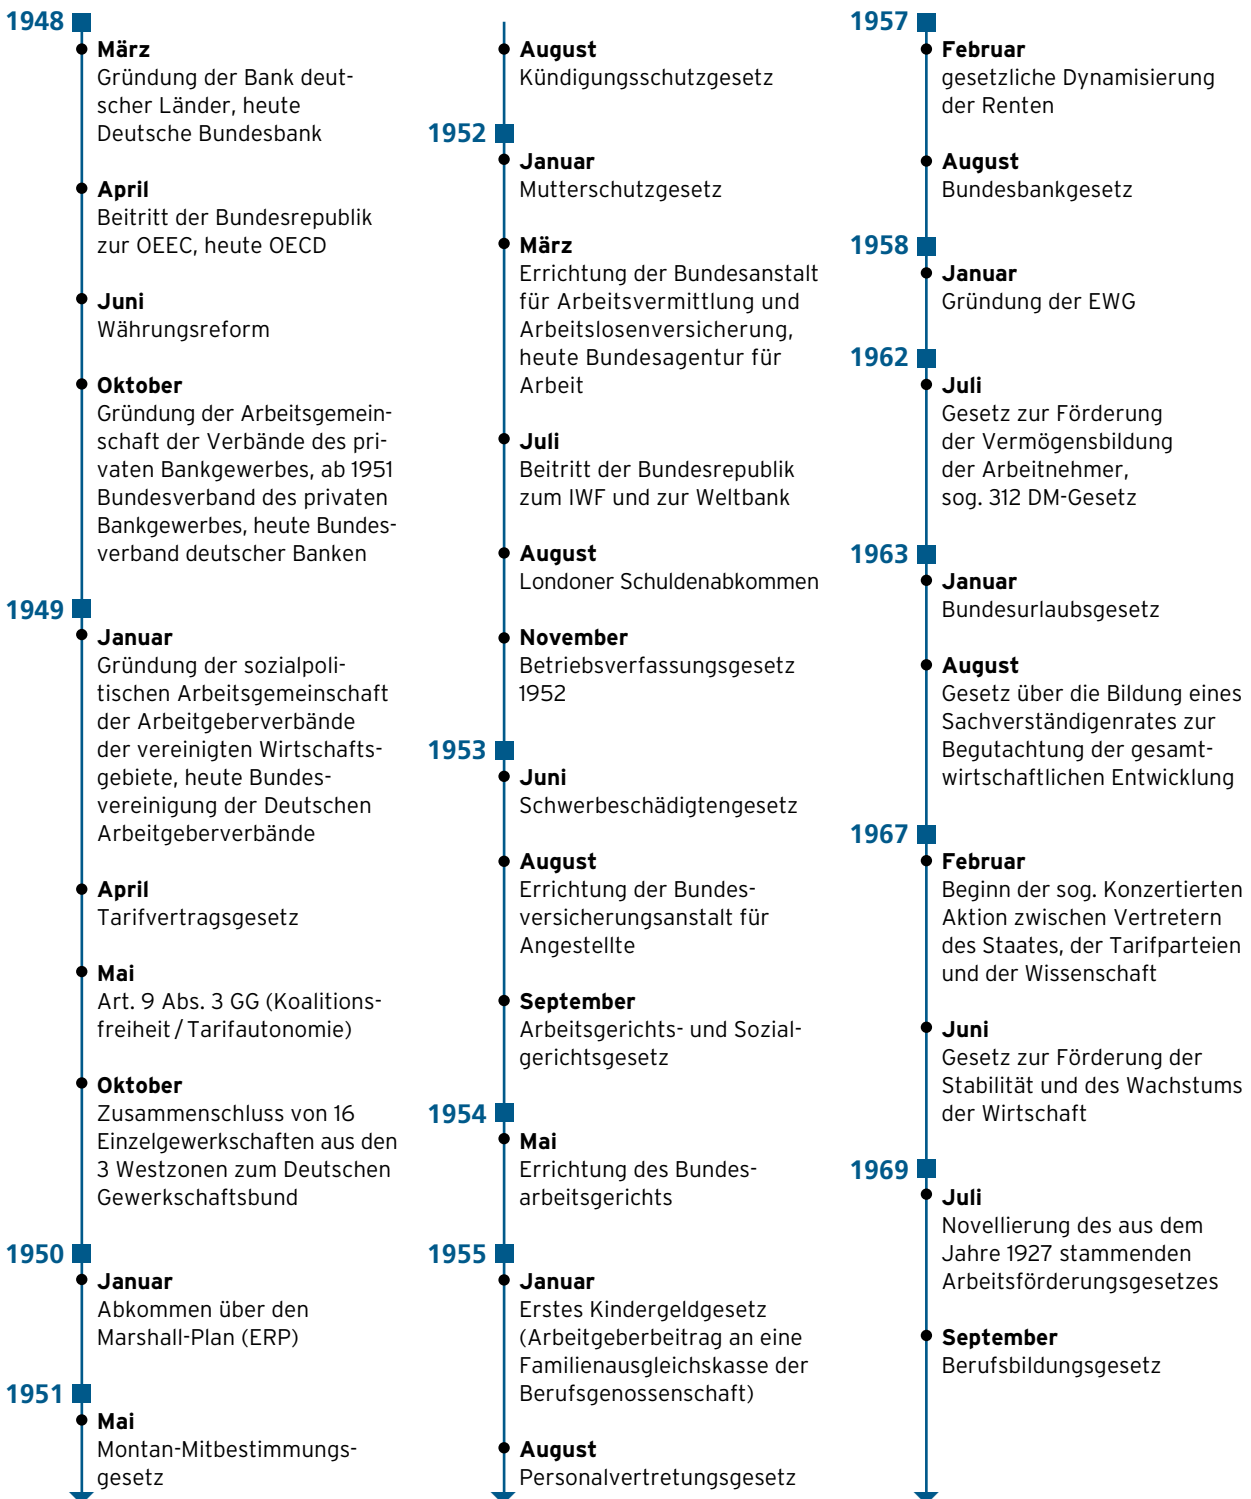 1948
März
Gründung der Bank deut-
scher Länder, heute
Deutsche Bundesbank
April
Beitritt der Bundesrepublik
zur OEEC, heute OECD
Juni
Währungsreform
Oktober
Gründung der Arbeitsgemein-
schaft der Verbände des pri-
vaten Bankgewerbes, ab 1951
Bundesverband des privaten
Bankgewerbes, heute Bundes-
verband deutscher Banken
1949
Januar
Gründung der sozialpoli-
tischen Arbeitsgemeinschaft
der Arbeitgeberverbände
der vereinigten Wirtschafts-
gebiete, heute Bundes-
vereinigung der Deutschen
Arbeitgeberverbände
April
Tarifvertragsgesetz
Mai
Art. 9 Abs. 3 GG (Koalitions-
freiheit / Tarifautonomie)
Oktober
Zusammenschluss von 16
Einzelgewerkschaften aus den
3 Westzonen zum Deutschen
Gewerkschaftsbund
1950
Januar
Abkommen über den
Marshall-Plan (ERP)
1951
Mai
Montan-Mitbestimmungs-
gesetz
August
Kündigungsschutzgesetz
1952
Januar
Mutterschutzgesetz
März
Errichtung der Bundesanstalt
für Arbeitsvermittlung und
Arbeitslosenversicherung,
heute Bundesagentur für
Arbeit
Juli
Beitritt der Bundesrepublik
zum IWF und zur Weltbank
August
Londoner Schuldenabkommen
November
Betriebsverfassungsgesetz
1952
1953
Juni
Schwerbeschädigtengesetz
August
Errichtung der Bundes-
versicherungsanstalt für
Angestellte
September
Arbeitsgerichts- und Sozial-
gerichtsgesetz
1954
Mai
Errichtung des Bundes-
arbeitsgerichts
1955
Januar
Erstes Kindergeldgesetz
(Arbeitgeberbeitrag an eine
Familienausgleichskasse der
Berufsgenossenschaft)
August
Personalvertretungsgesetz
1957
Februar
gesetzliche Dynamisierung
der Renten
August
Bundesbankgesetz
1958
Januar
Gründung der EWG
1962
Juli
Gesetz zur Förderung
der Vermögensbildung
der Arbeitnehmer,
sog. 312 DM-Gesetz
1963
Januar
Bundesurlaubsgesetz
August
Gesetz über die Bildung eines
Sachverständigenrates zur
Begutachtung der gesamt-
wirtschaftlichen Entwicklung
1967
Februar
Beginn der sog. Konzertierten
Aktion zwischen Vertretern
des Staates, der Tarifparteien
und der Wissenschaft
Juni
Gesetz zur Förderung der
Stabilität und des Wachstums
der Wirtschaft
1969
Juli
Novellierung des aus dem
Jahre 1927 stammenden
Arbeitsförderungsgesetzes
September
Berufsbildungsgesetz